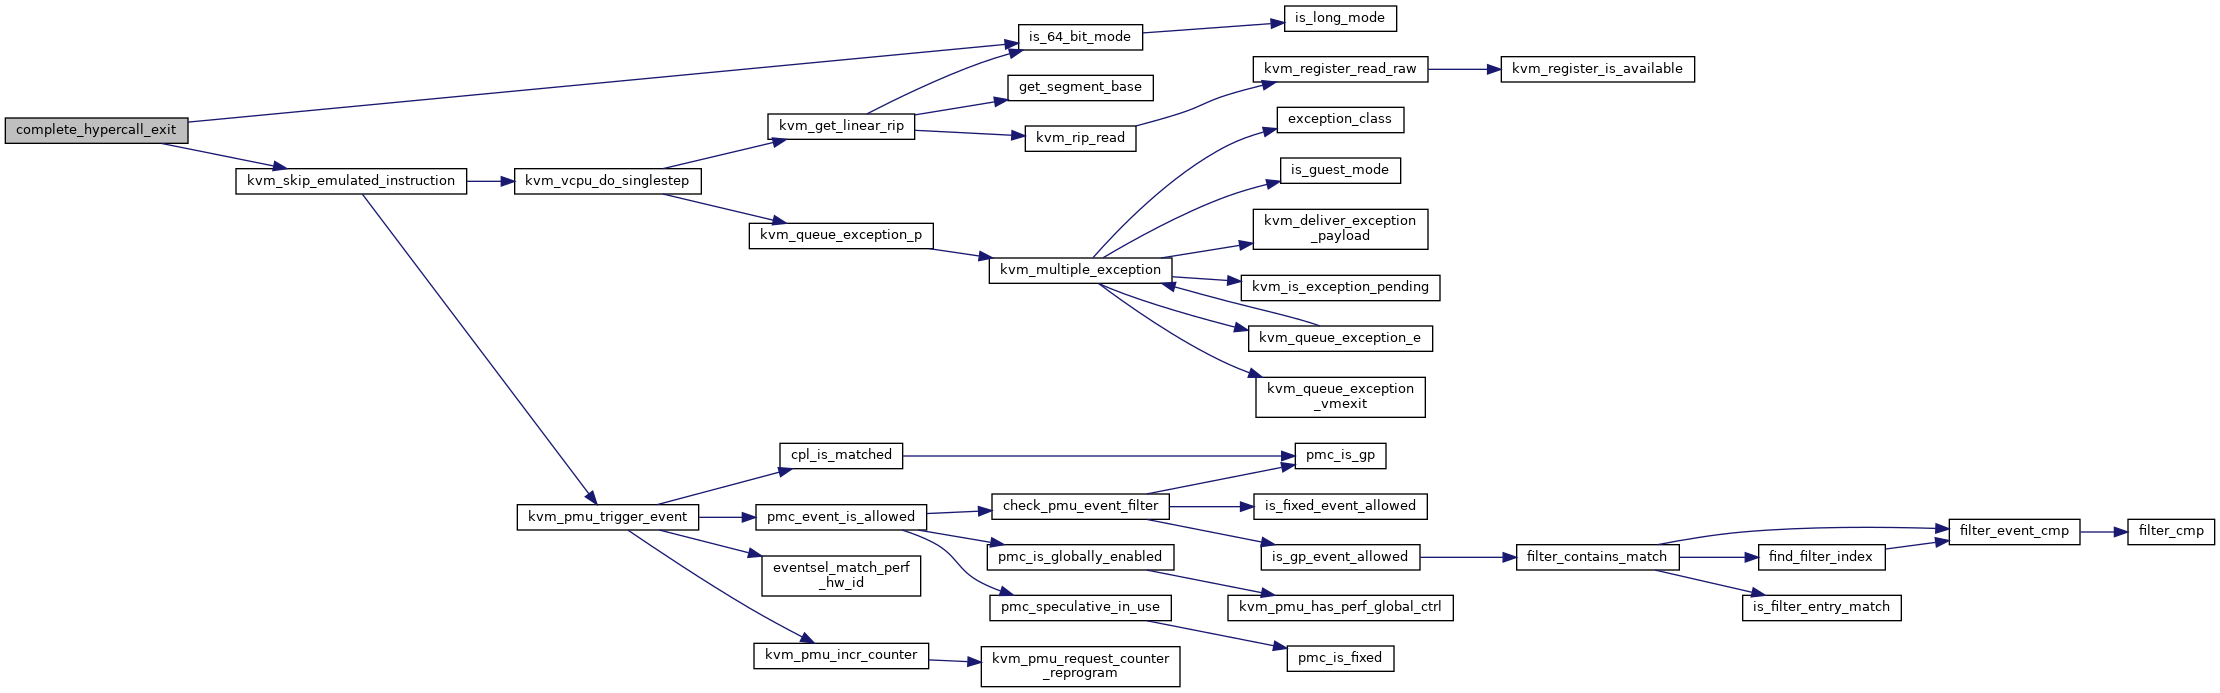 complete_hypercall_exit
kvm_skip_emulated_instruction
kvm_vcpu_do_singlestep
kvm_get_linear_rip
is_64_bit_mode
is_long_mode
get_segment_base
kvm_rip_read
kvm_register_read_raw
kvm_register_is_available
kvm_queue_exception_p
kvm_multiple_exception
exception_class
is_guest_mode
kvm_deliver_exception
_payload
kvm_is_exception_pending
kvm_queue_exception_e
kvm_queue_exception
_vmexit
kvm_pmu_trigger_event
cpl_is_matched
pmc_is_gp
pmc_event_is_allowed
check_pmu_event_filter
is_fixed_event_allowed
is_gp_event_allowed
filter_contains_match
filter_event_cmp
filter_cmp
find_filter_index
is_filter_entry_match
pmc_is_globally_enabled
kvm_pmu_has_perf_global_ctrl
pmc_speculative_in_use
pmc_is_fixed
eventsel_match_perf
_hw_id
kvm_pmu_incr_counter
kvm_pmu_request_counter
_reprogram